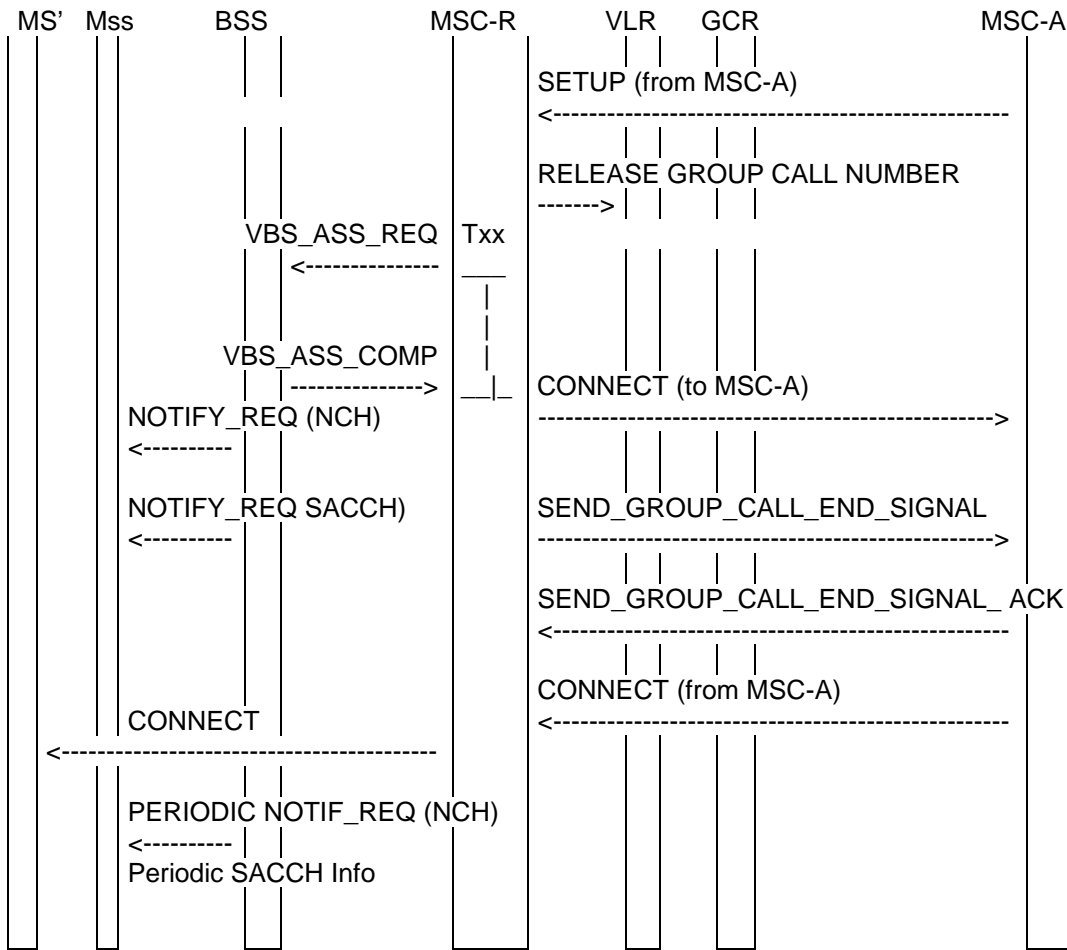 MS' Mss BSS MSC-R VLR GCR MSC-A
SETUP (from MSC-A)
RELEASE GROUP CALL NUMBER
VBS_ASS_REQ Txx
VBS_ASS_COMP
CONNECT (to MSC-A)
NOTIFY_REQ (NCH)
NOTIFY_REQ SACCH) SEND_GROUP_CALL_END_SIGNAL
SEND_GROUP_CALL_END_SIGNAL_ ACK
CONNECT (from MSC-A)
CONNECT
PERIODIC NOTIF_REQ (NCH)
Periodic SACCH Info